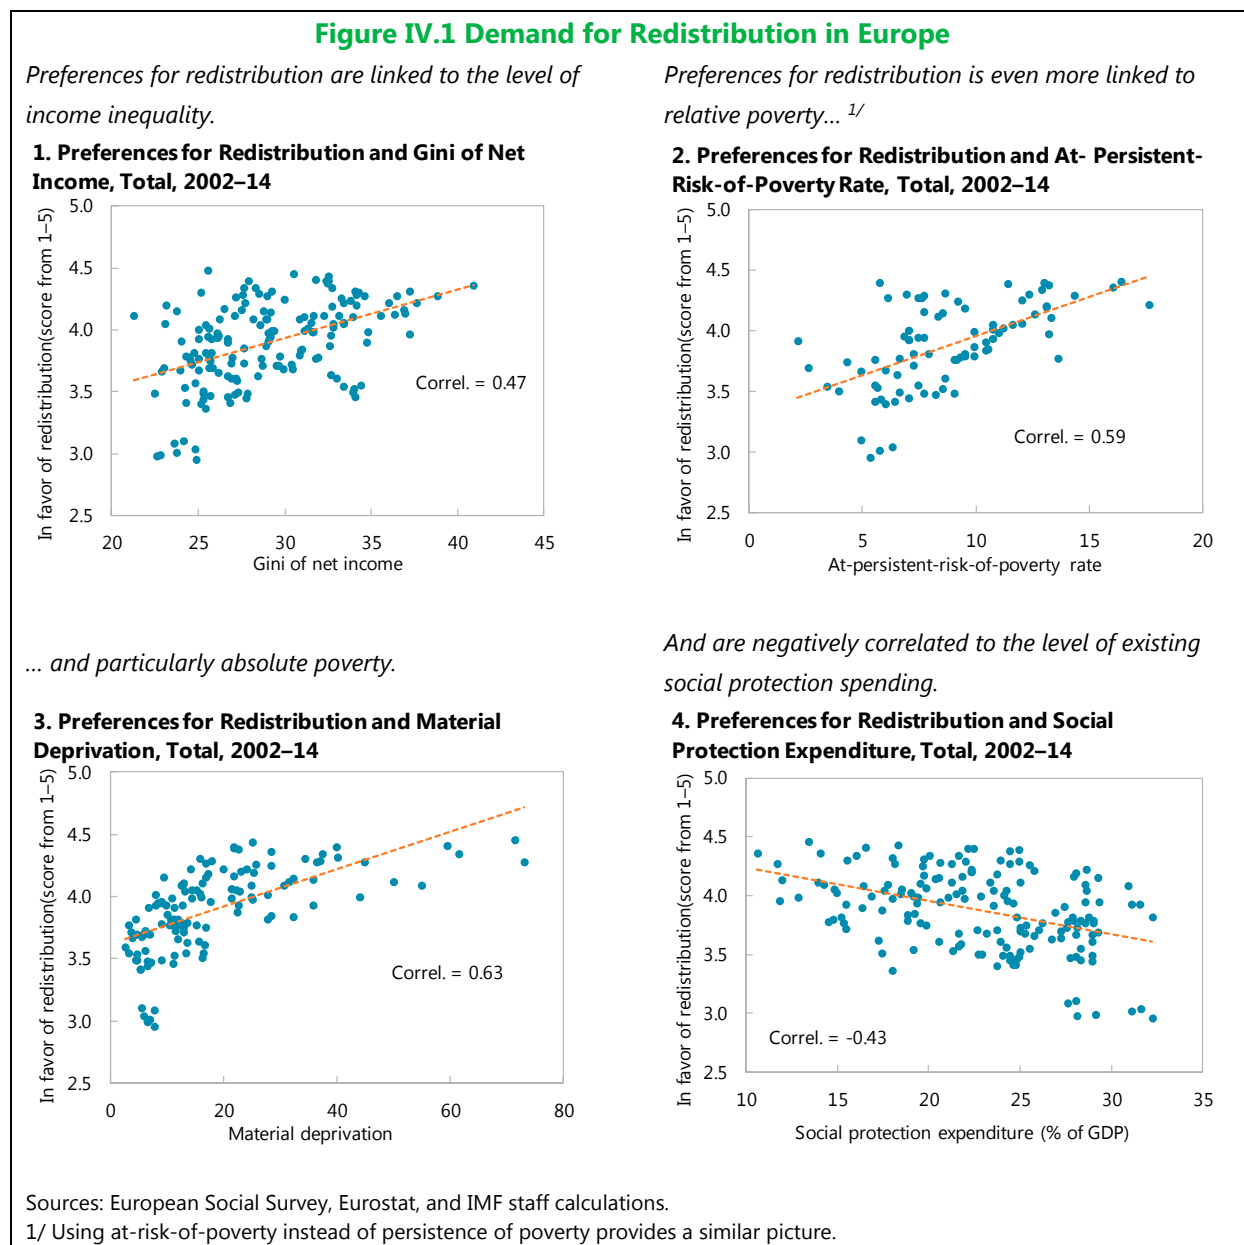 Figure IV.1 Demand for Redistribution in Europe
Preferences for redistribution are linked to the level of
income inequality.
1. Preferences for Redistribution and Gini of Net
Income, Total, 2002–14
In favor of redistribution(score from 1–5)
5.0
4.5
4.0
3.5
3.0
2.5
Correl. = 0.47
20 25 30 35 40 45
Gini of net income
Preferences for redistribution is even more linked to
relative poverty... 1/
2. Preferences for Redistribution and At- Persistent-
Risk-of-Poverty Rate, Total, 2002–14
In favor of redistribution(score from 1–5)
5.0
4.5
4.0
3.5
3.0
2.5
Correl. = 0.59
0 5 10 15 20
At-persistent-risk-of-poverty rate
... and particularly absolute poverty.
3. Preferences for Redistribution and Material
Deprivation, Total, 2002–14
In favor of redistribution(score from 1–5)
5.0
4.5
4.0
3.5
3.0
2.5
Correl. = 0.63
0 20 40 60 80
Material deprivation
And are negatively correlated to the level of existing
social protection spending.
4. Preferences for Redistribution and Social
Protection Expenditure, Total, 2002–14
In favor of redistribution(score from 1–5)
5.0
4.5
4.0
3.5
3.0
2.5
Correl. = -0.43
10 15 20 25 30 35
Social protection expenditure (% of GDP)
Sources: European Social Survey, Eurostat, and IMF staff calculations.
1/ Using at-risk-of-poverty instead of persistence of poverty provides a similar picture.